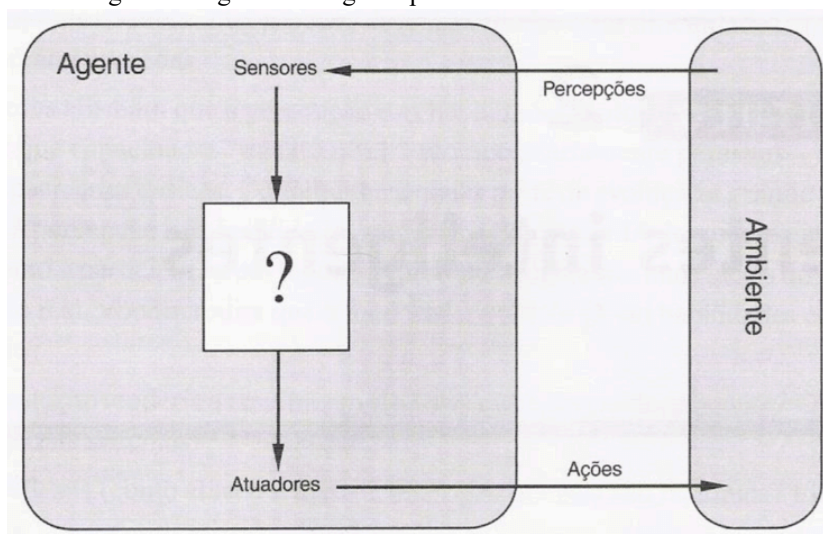 Agente
Sensores
Percepções
?
Ambiente
Atuadores
Ações